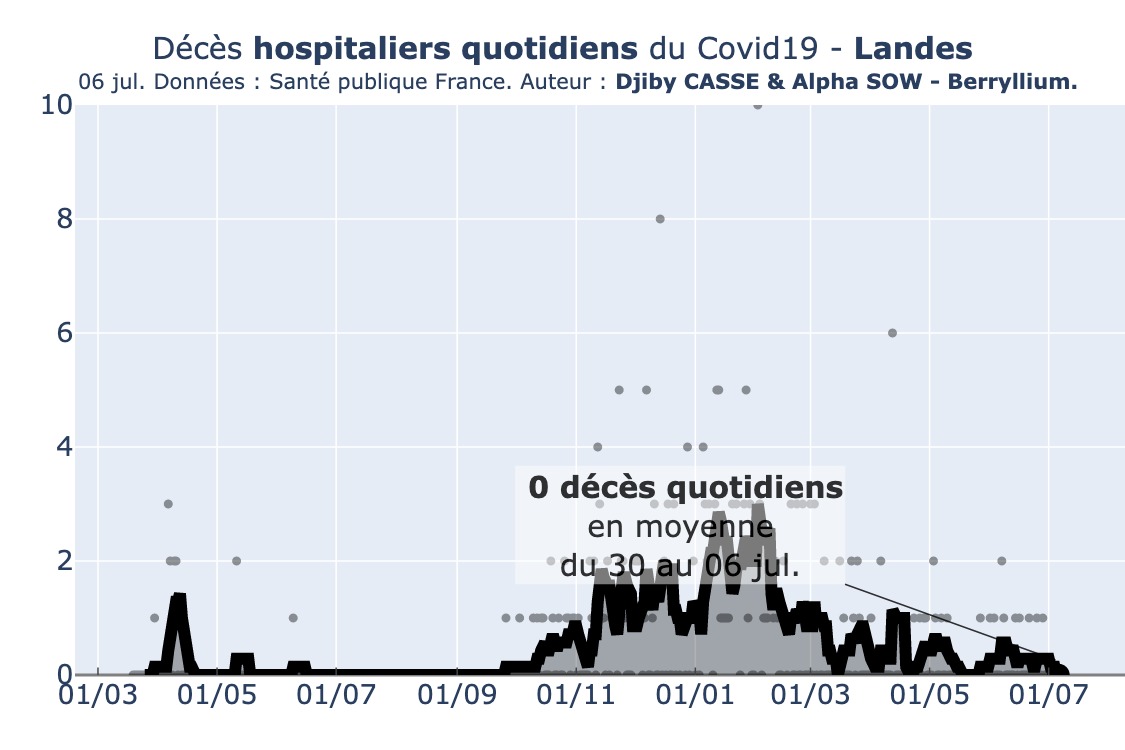 Décès hospitaliers quotidiens du Covid19 - Landes
06 jul. Données : Santé publique France. Auteur : Djiby CASSE & Alpha SOW - Berryllium.
10
8
6
4
2
0
0 décès quotidiens
en moyenne
du 30 au 06 jul.
01/03 01/05 01/07 01/09 01/11 01/01 01/03 01/05 01/07